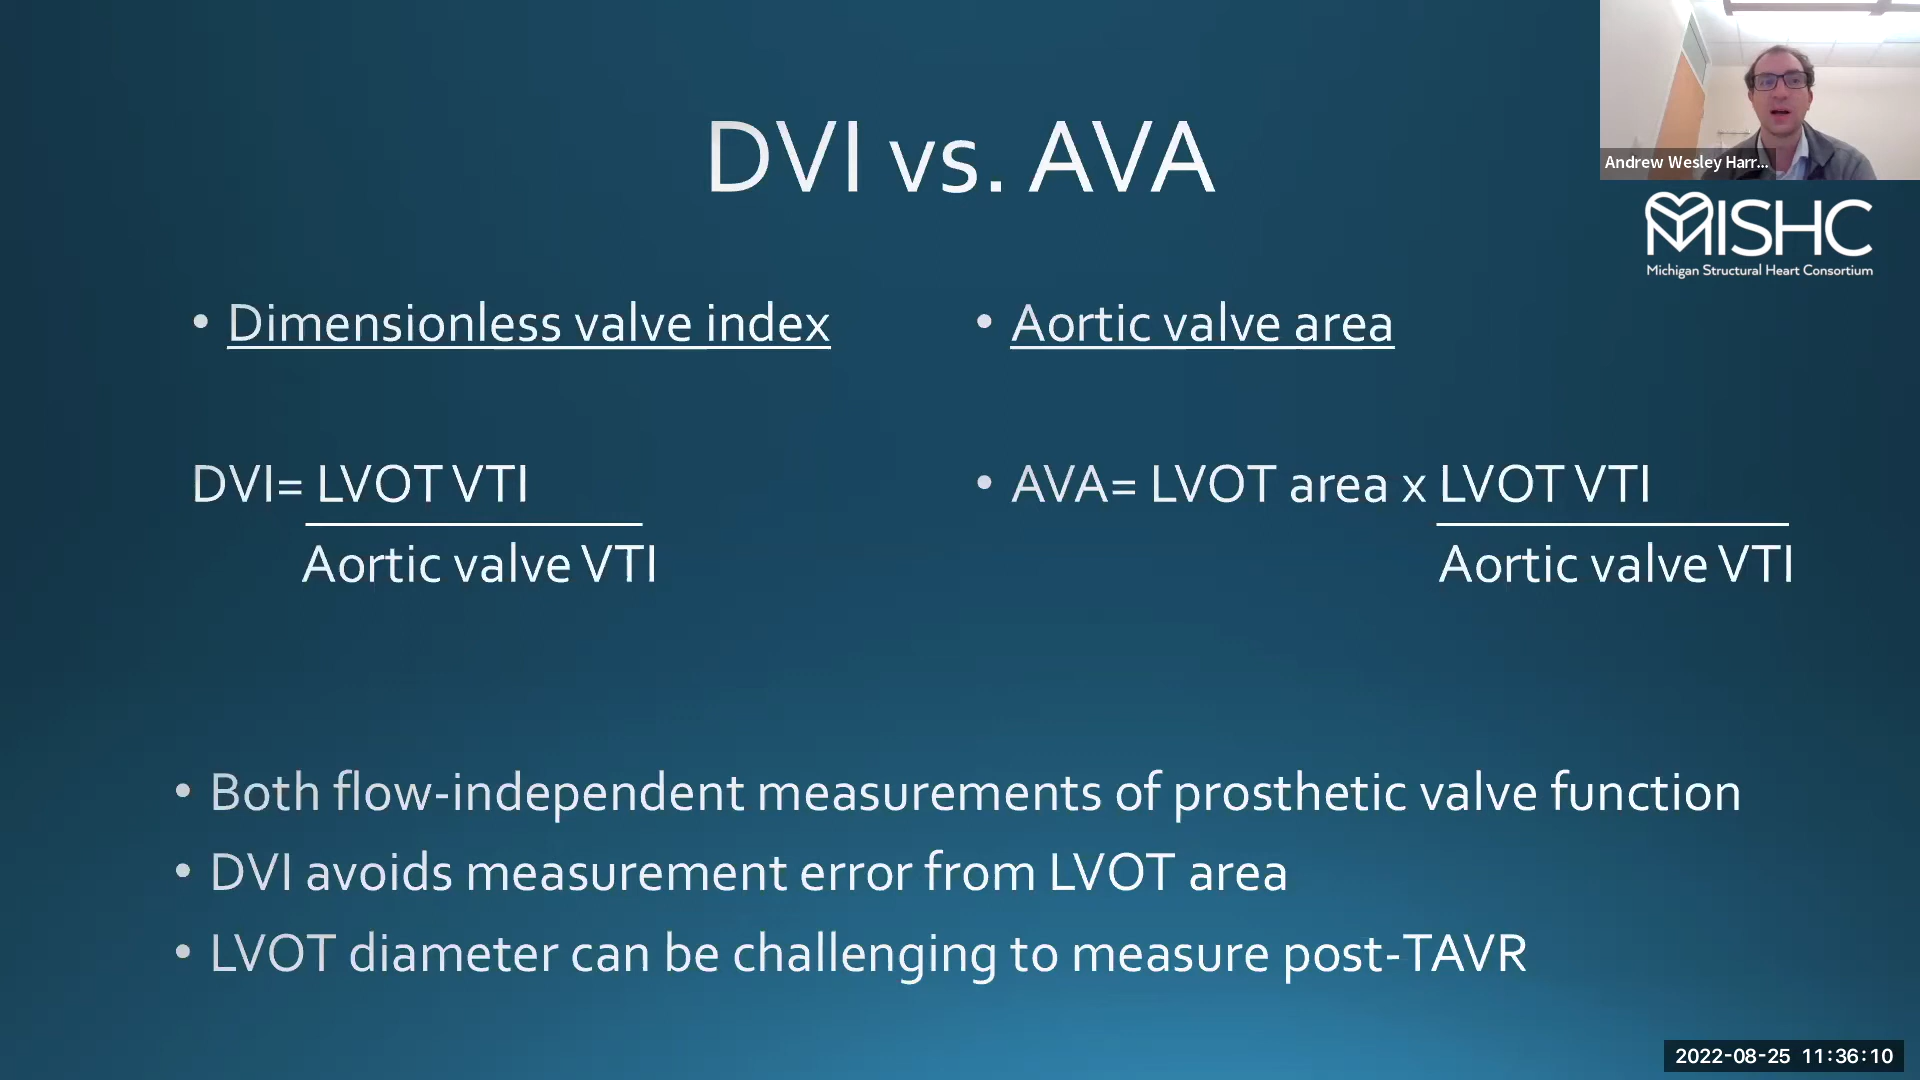 DVI vs. AVA
Andrew Wesley Harr...
MISHC
Michigan Structural Heart Consortium
• Dimensionless valve index
DVI= LVOT VTI
Aortic valve VTI
• Aortic valve area
• AVA= LVOT area x LVOT VTI
Aortic valve VTI
• Both flow-independent measurements of prosthetic valve function
• DVI avoids measurement error from LVOT area
• LVOT diameter can be challenging to measure post-TAVR
2022-08-25 11:36:10